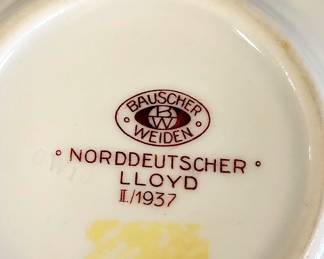 BAUSCHER
BW
WEIDEN
° NORDDEUTSCHER °
LLOYD
II./1937